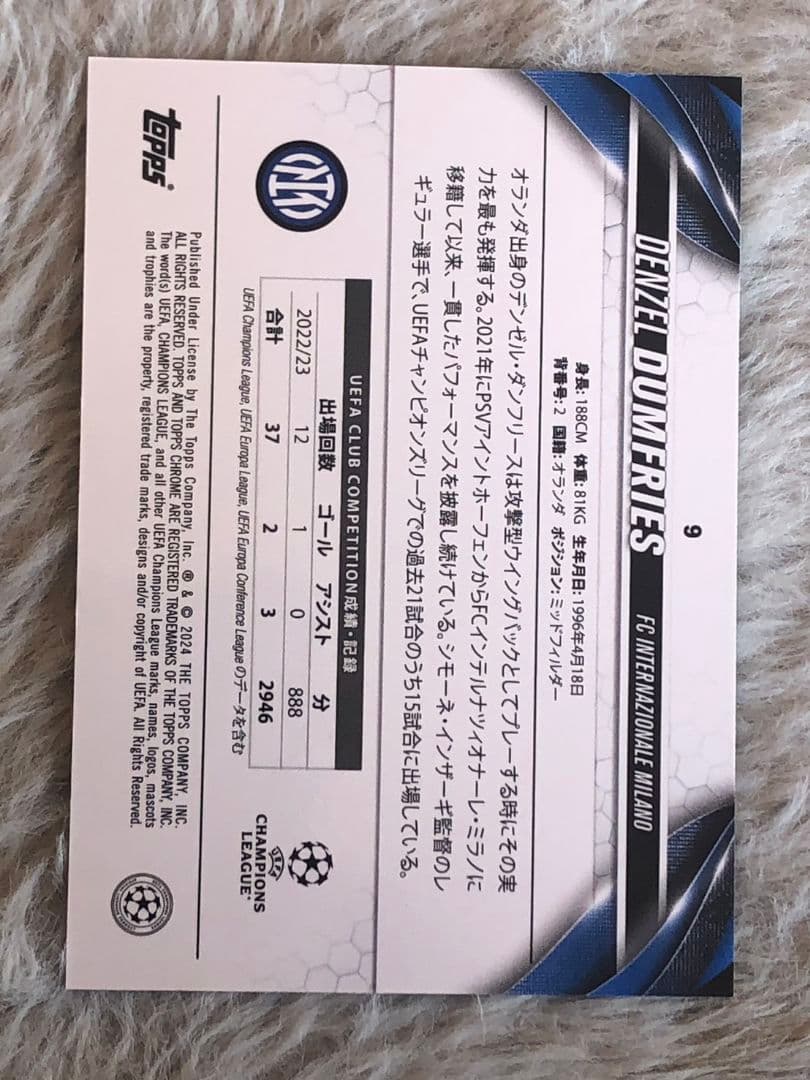 9
DENZEL DUMFRIES FC INTERNAZIONALE MILANO
身長: 188CM 体重: 81KG 生年月日: 1996年4月18日
背番号: 2 国籍: オランダ ポジション: ミッドフィルダー
オランダ出身のデンゼル・ダンフリースは攻撃型ウイングバックとしてプレーする時にその実
力を最も発揮する。2021年にPSVアイントホーフェンからFCインテルナツィオナーレ・ミラノに
移籍して以来、一貫したパフォーマンスを披露し続けている。シモーネ・インザーギ監督のレ
ギュラー選手で、UEFAチャンピオンズリーグでの過去21試合のうち15試合に出場している。
UEFA CLUB COMPETITION成績・記録
出場回数 ゴール アシスト 分
2022/23 12 1 0 888
合計 37 2 3 2946
UEFA Champions League, UEFA Europa League, UEFA Europa Conference League のデータを含む
UEFA
CHAMPIONS
LEAGUE®
topps®
Published Under License by The Topps Company, Inc. ® & © 2024 THE TOPPS COMPANY, INC.
ALL RIGHTS RESERVED. TOPPS AND TOPPS CHROME ARE REGISTERED TRADEMARKS OF THE TOPPS COMPANY, INC.
The word(s) UEFA, CHAMPIONS LEAGUE, and all other UEFA Champions League marks, names, logos, mascots
and trophies are the property, registered trade marks, designs and/or copyright of UEFA. All Rights Reserved.